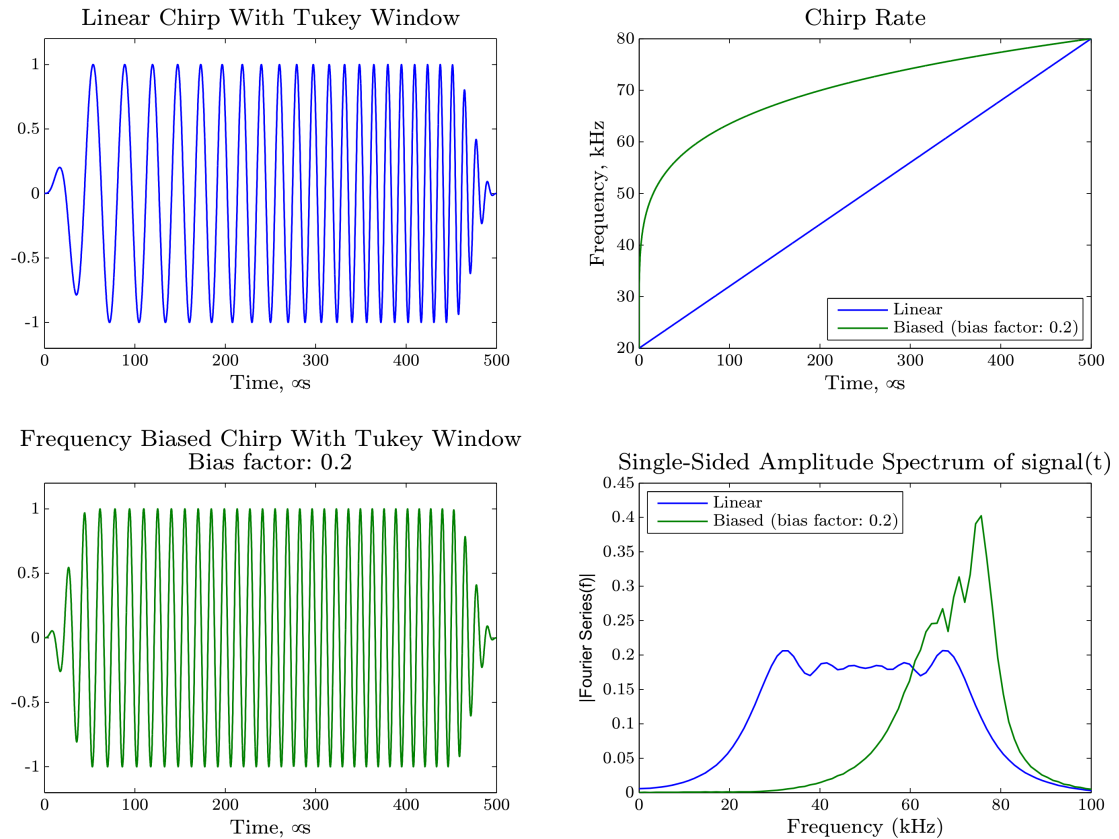 Linear Chirp With Tukey Window
1
0.5
0
-0.5
-1
0 100 200 300 400 500
Time, ∝s
Chirp Rate
80
70
60
50
40
30
20
Frequency, kHz
Linear
Biased (bias factor: 0.2)
0 100 200 300 400 500
Time, ∝s
Frequency Biased Chirp With Tukey Window
Bias factor: 0.2
1
0.5
0
-0.5
-1
0 100 200 300 400 500
Time, ∝s
Single-Sided Amplitude Spectrum of signal(t)
0.45
0.4
0.35
0.3
0.25
0.2
0.15
0.1
0.05
0
|Fourier Series(f)|
Linear
Biased (bias factor: 0.2)
0 20 40 60 80 100
Frequency (kHz)